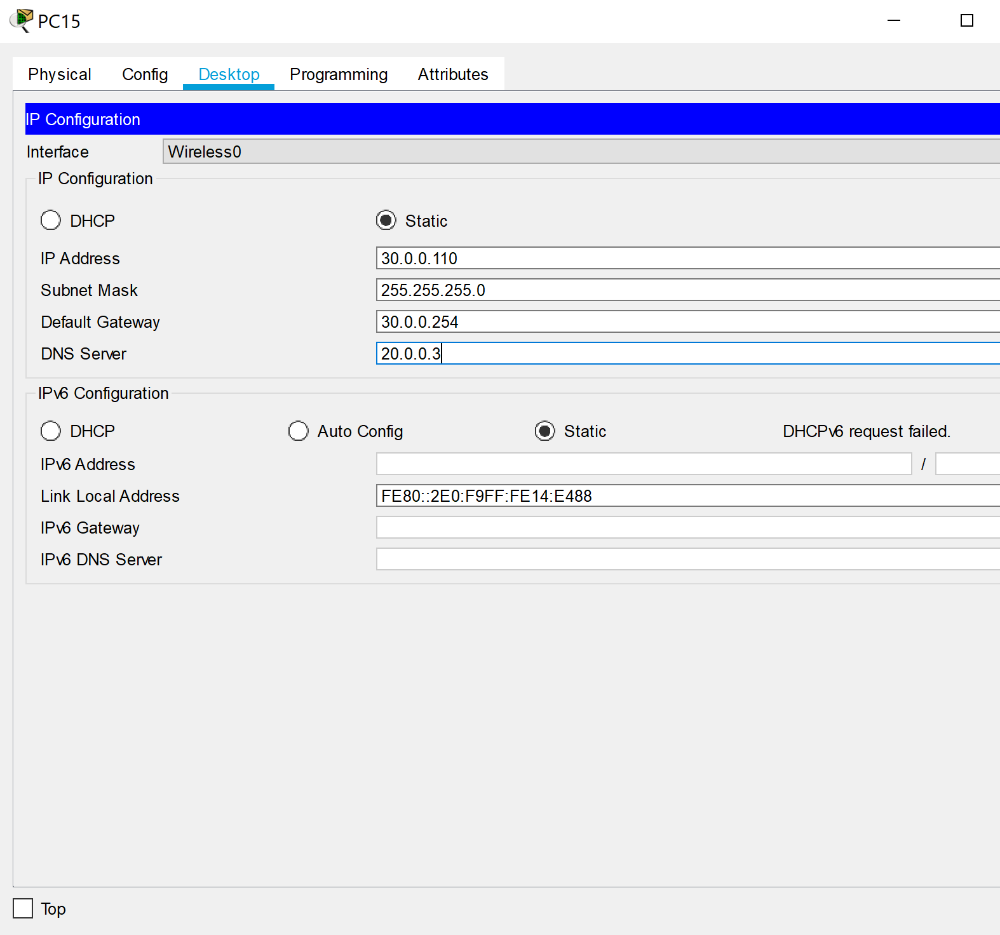 PC15
Physical Config Desktop Programming Attributes
IP Configuration
Interface Wireless0
IP Configuration
DHCP Static
IP Address 30.0.0.110
Subnet Mask 255.255.255.0
Default Gateway 30.0.0.254
DNS Server 20.0.0.3
IPv6 Configuration
DHCP Auto Config Static DHCPv6 request failed.
IPv6 Address /
Link Local Address FE80::2E0:F9FF:FE14:E488
IPv6 Gateway
IPv6 DNS Server
Top